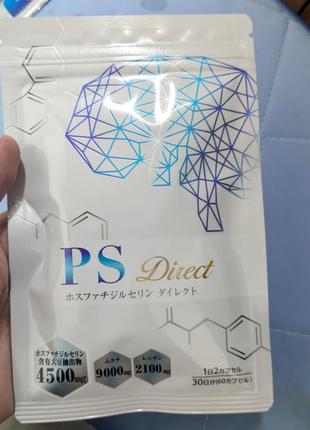 PS Direct
ホスファチジルセリン ダイレクト
ホスファチジルセリン
含有大豆抽出物
4500mg
ムクナ
9000mg
レシチン
2100mg
1日2カプセル
30日分(60カプセル)